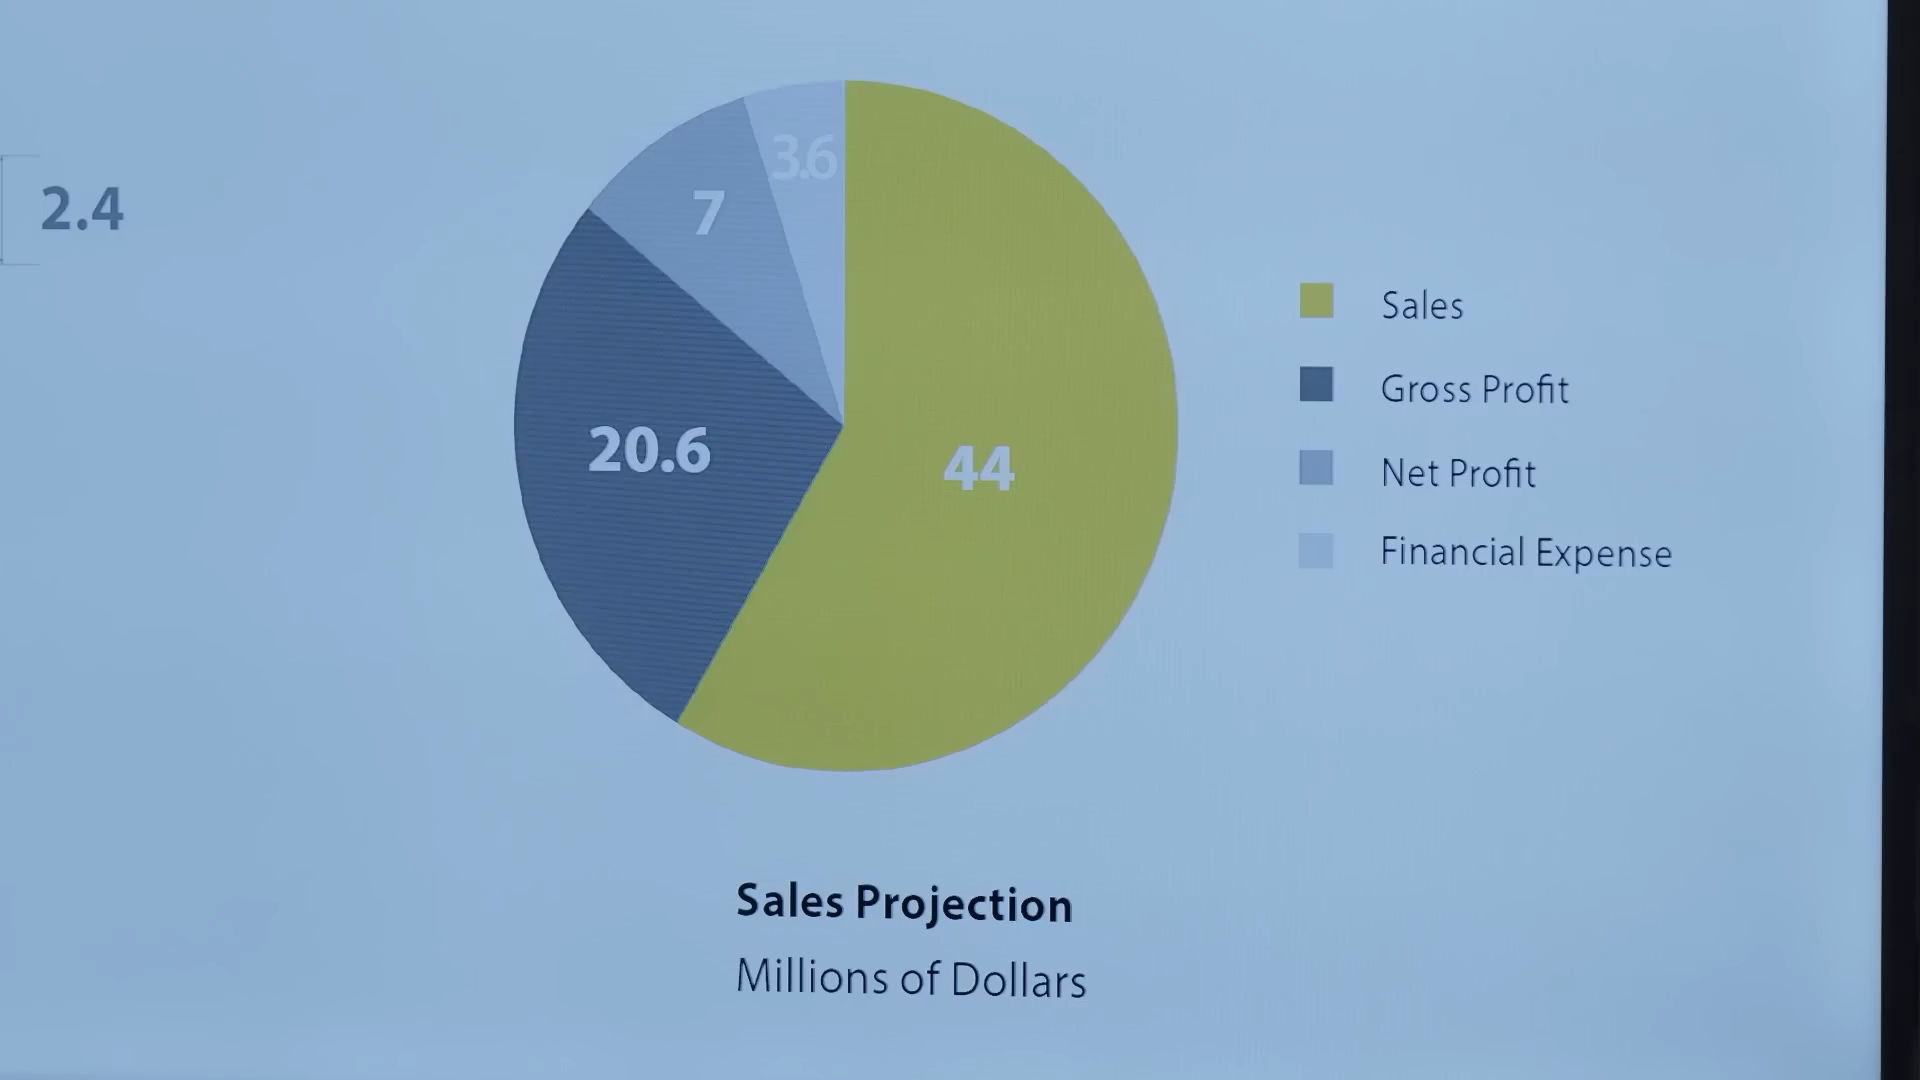 2.4
3.6
7
20.6
44
Sales
Gross Profit
Net Profit
Financial Expense
Sales Projection
Millions of Dollars